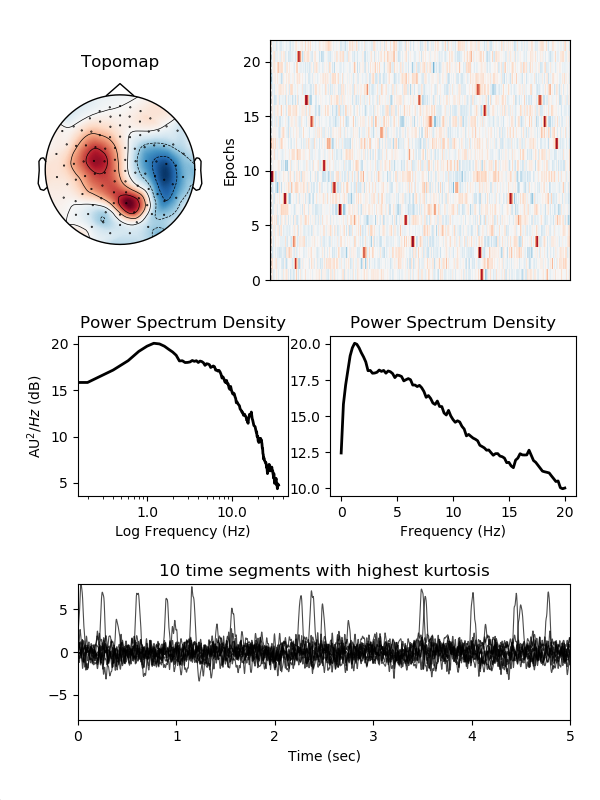 Topomap
Epochs
20
15
10
5
0
Power Spectrum Density
Power Spectrum Density
AU²/Hz (dB)
20
15
10
5
1.0 10.0
Log Frequency (Hz)
20.0
17.5
15.0
12.5
10.0
0 5 10 15 20
Frequency (Hz)
10 time segments with highest kurtosis
5
0
−5
0 1 2 3 4 5
Time (sec)